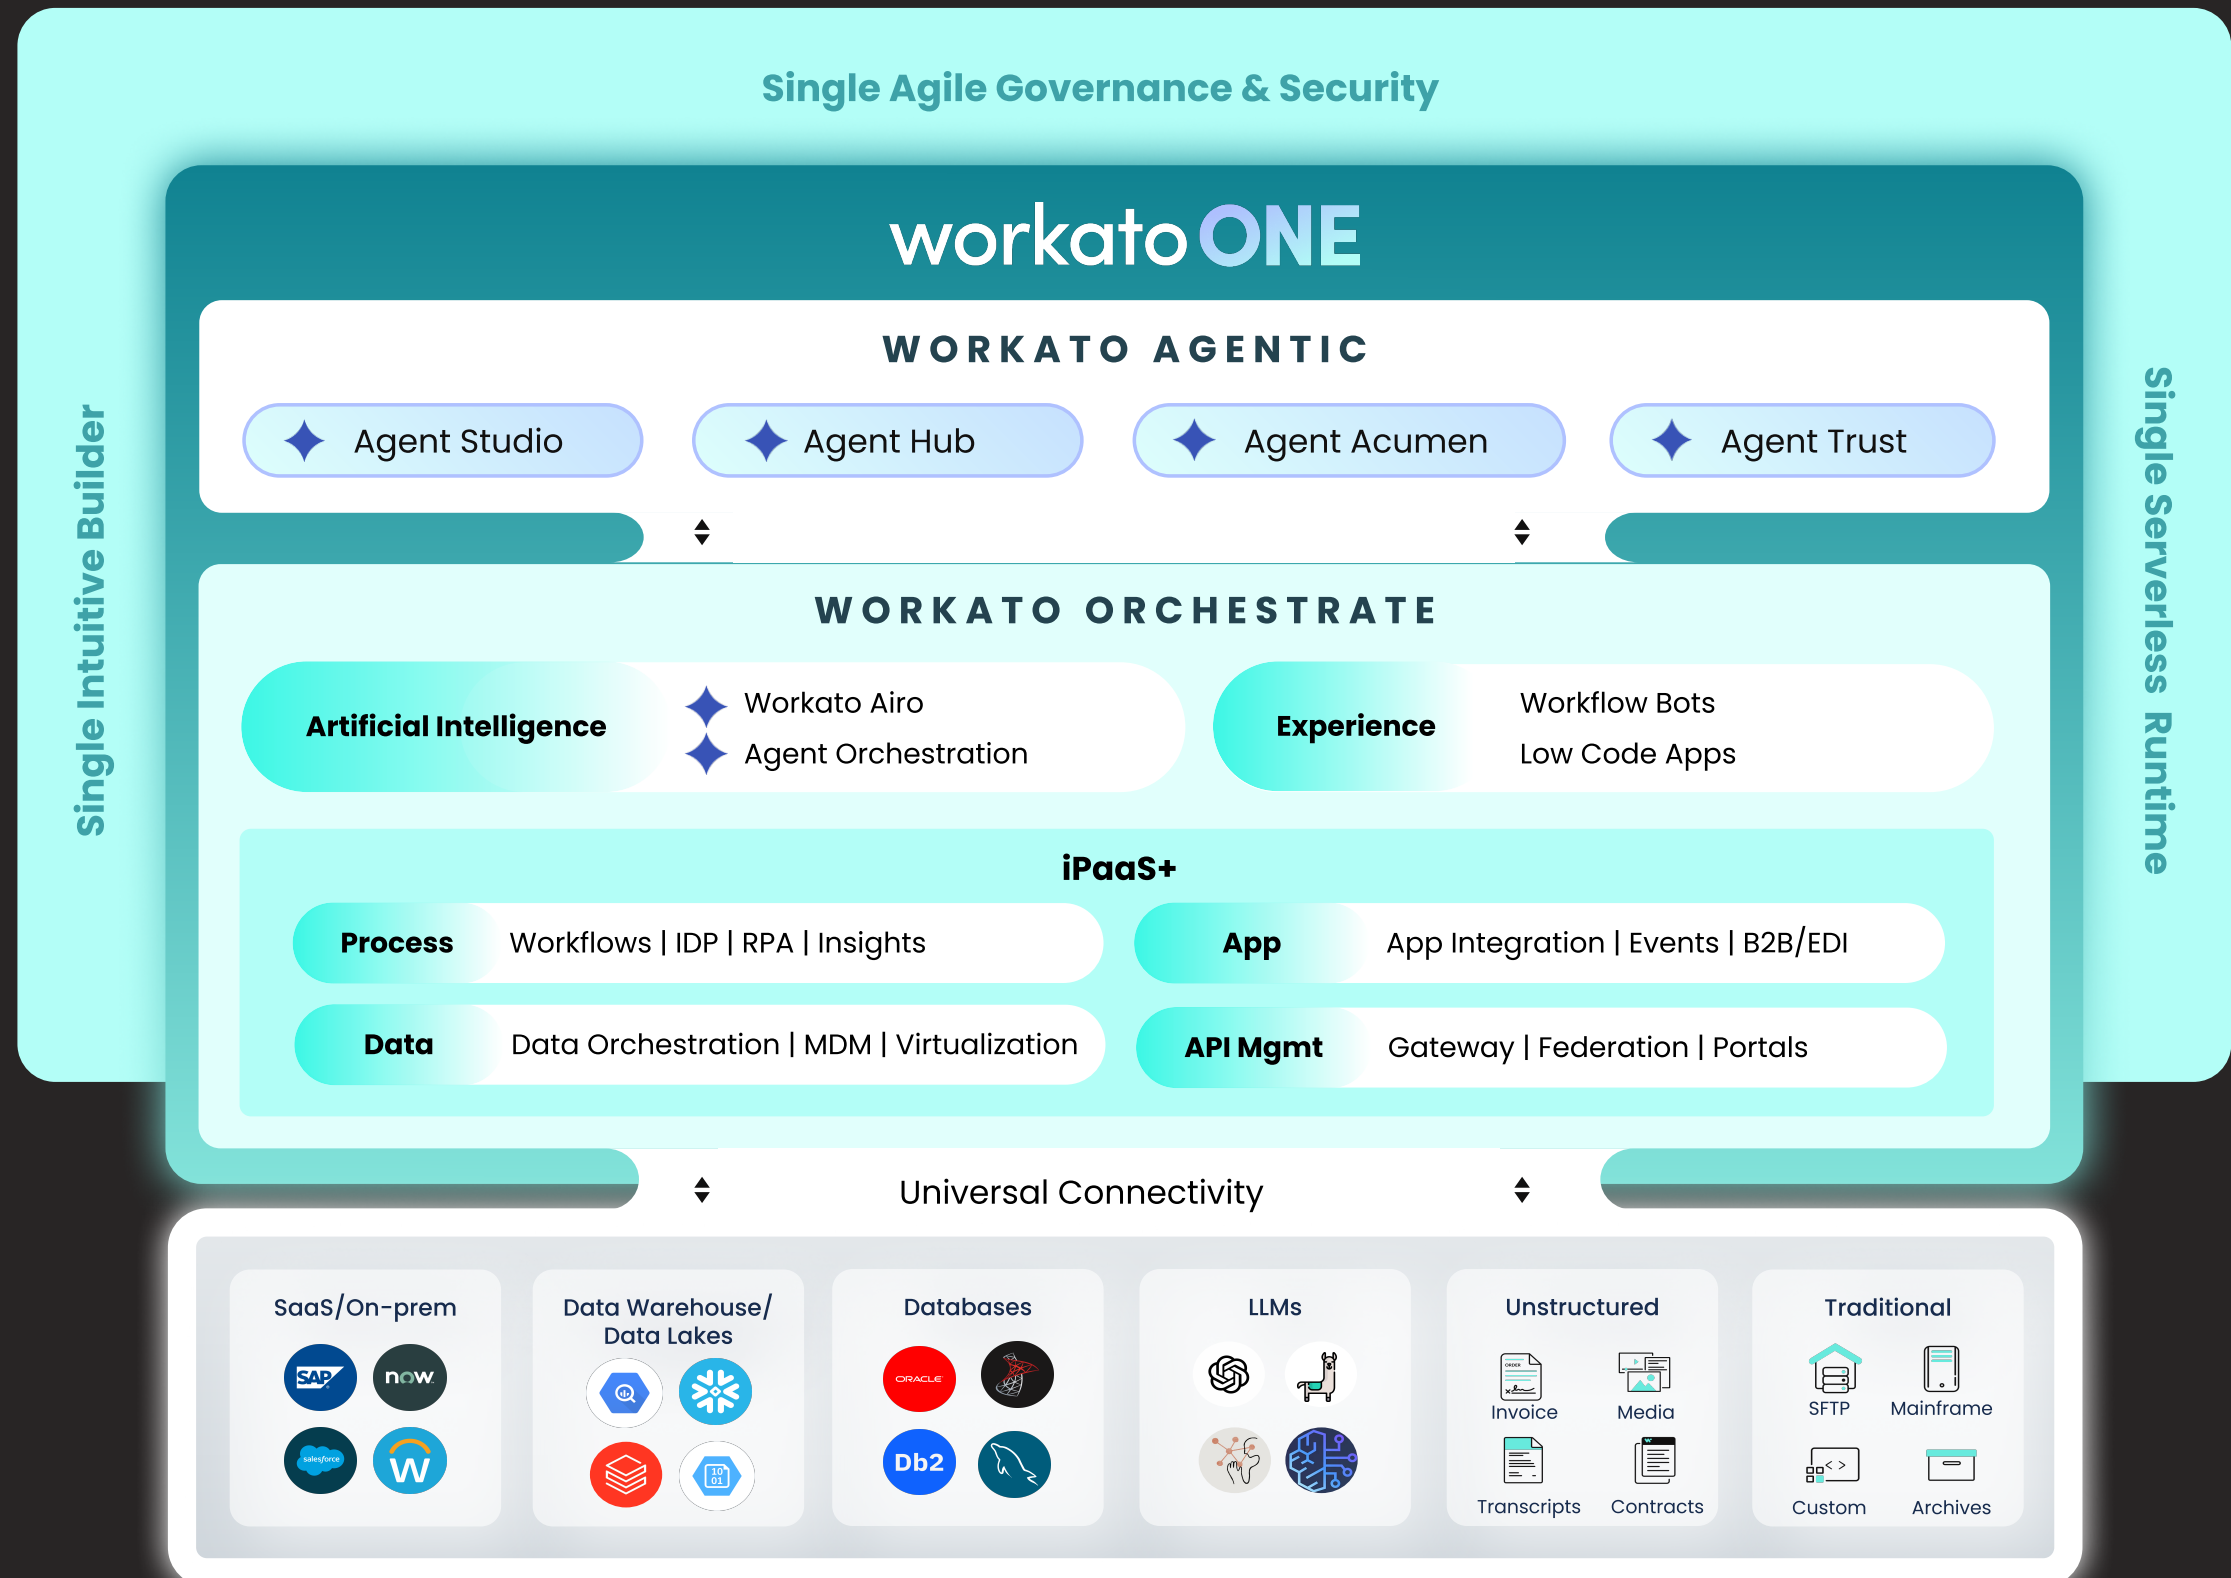 Single Agile Governance & Security
Single Intuitive Builder
Single Serverless Runtime
workato ONE
WORKATO AGENTIC
Agent Studio
Agent Hub
Agent Acumen
Agent Trust
WORKATO ORCHESTRATE
Artificial Intelligence
Workato Airo
Agent Orchestration
Experience
Workflow Bots
Low Code Apps
iPaaS+
Process
Workflows | IDP | RPA | Insights
App
App Integration | Events | B2B/EDI
Data
Data Orchestration | MDM | Virtualization
API Mgmt
Gateway | Federation | Portals
Universal Connectivity
SaaS/On-prem
SAP
now
salesforce
W
Data Warehouse/
Data Lakes
10
01
Databases
ORACLE
Db2
LLMs
Unstructured
ORDER
Invoice
Media
Transcripts
Contracts
Traditional
SFTP
Mainframe
< >
Custom
Archives